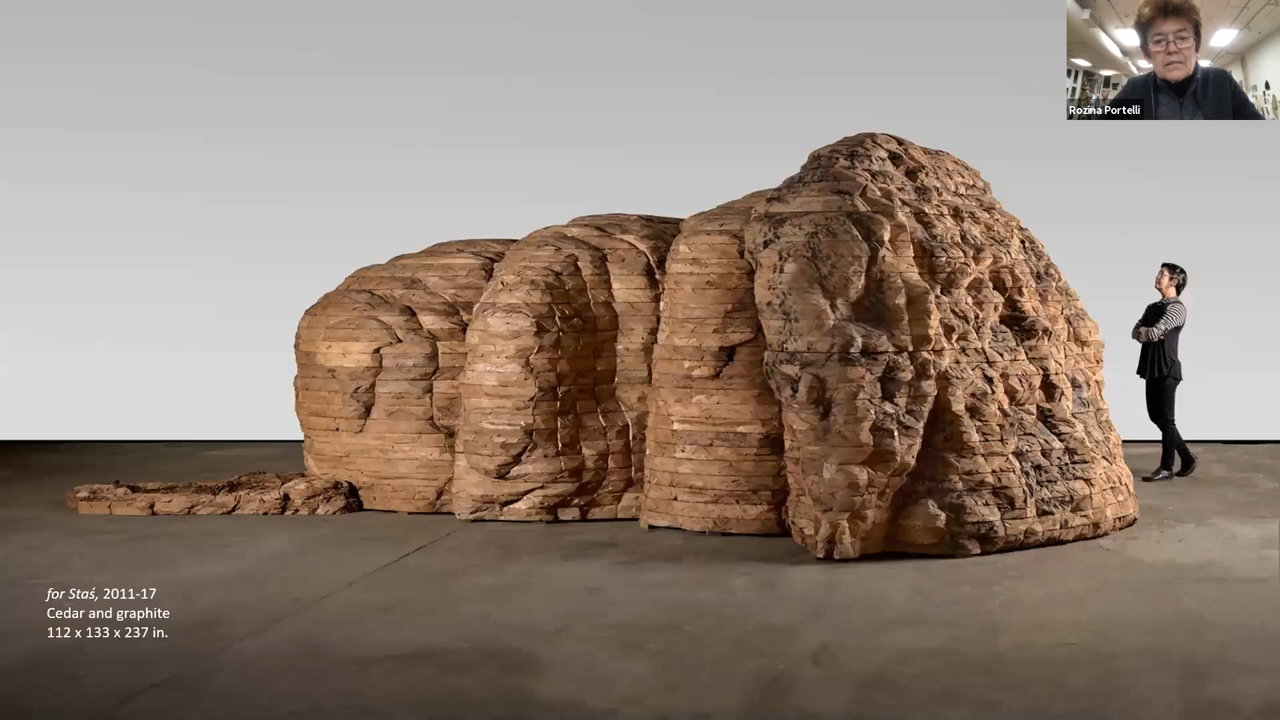 Rozina Portelli
for Staś, 2011-17
Cedar and graphite
112 x 133 x 237 in.